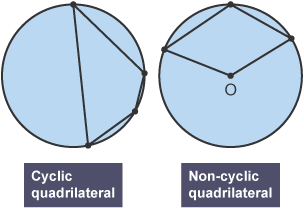 O
Cyclic
quadrilateral
Non-cyclic
quadrilateral